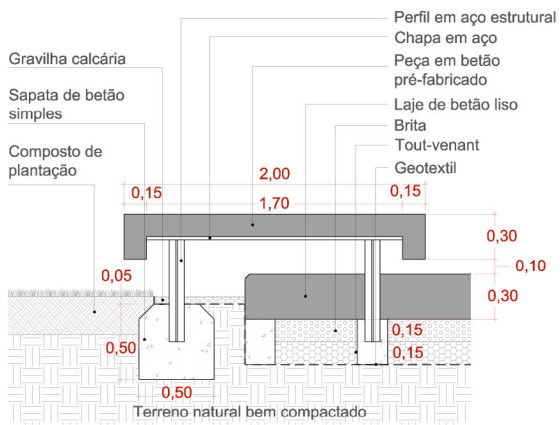 Perfil em aço estrutural
Chapa em aço
Peça em betão
pré-fabricado
Laje de betão liso
Brita
Tout-venant
Geotextil
Gravilha calcária
Sapata de betão
simples
Composto de
plantação
2,00
0,15
1,70
0,15
0,30
0,10
0,30
0,05
0,15
0,15
0,50
0,50
Terreno natural bem compactado